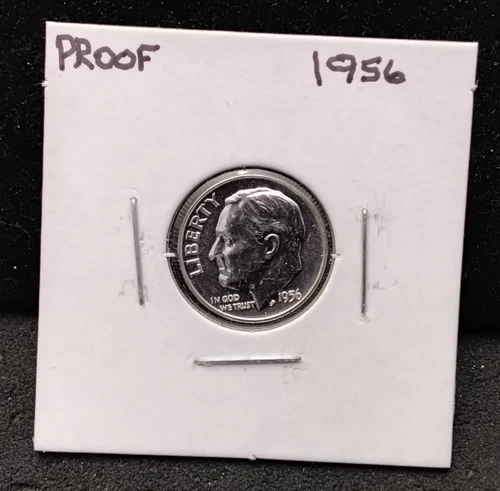 PROOF 1956
LIBERTY
IN GOD
WE TRUST 1956